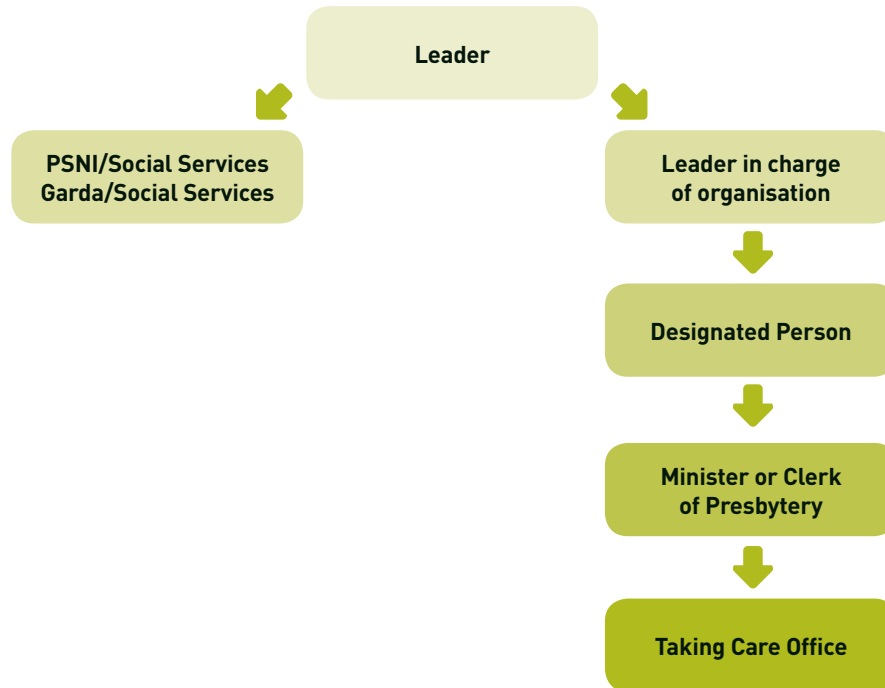 Leader
PSNI/Social Services
Garda/Social Services
Leader in charge
of organisation
Designated Person
Minister or Clerk
of Presbytery
Taking Care Office